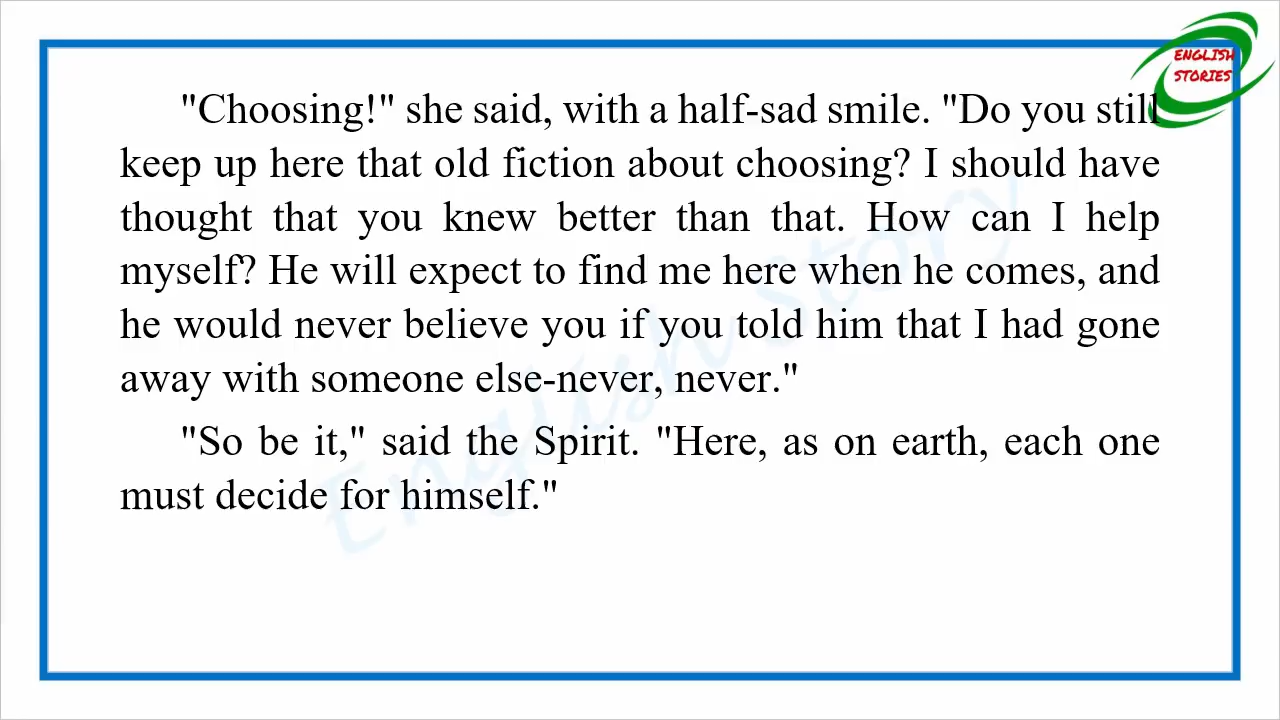 ENGLISH
STORIES
"Choosing!" she said, with a half-sad smile. "Do you still
keep up here that old fiction about choosing? I should have
thought that you knew better than that. How can I help
myself? He will expect to find me here when he comes, and
he would never believe you if you told him that I had gone
away with someone else-never, never."
"So be it," said the Spirit. "Here, as on earth, each one
must decide for himself."
English Story